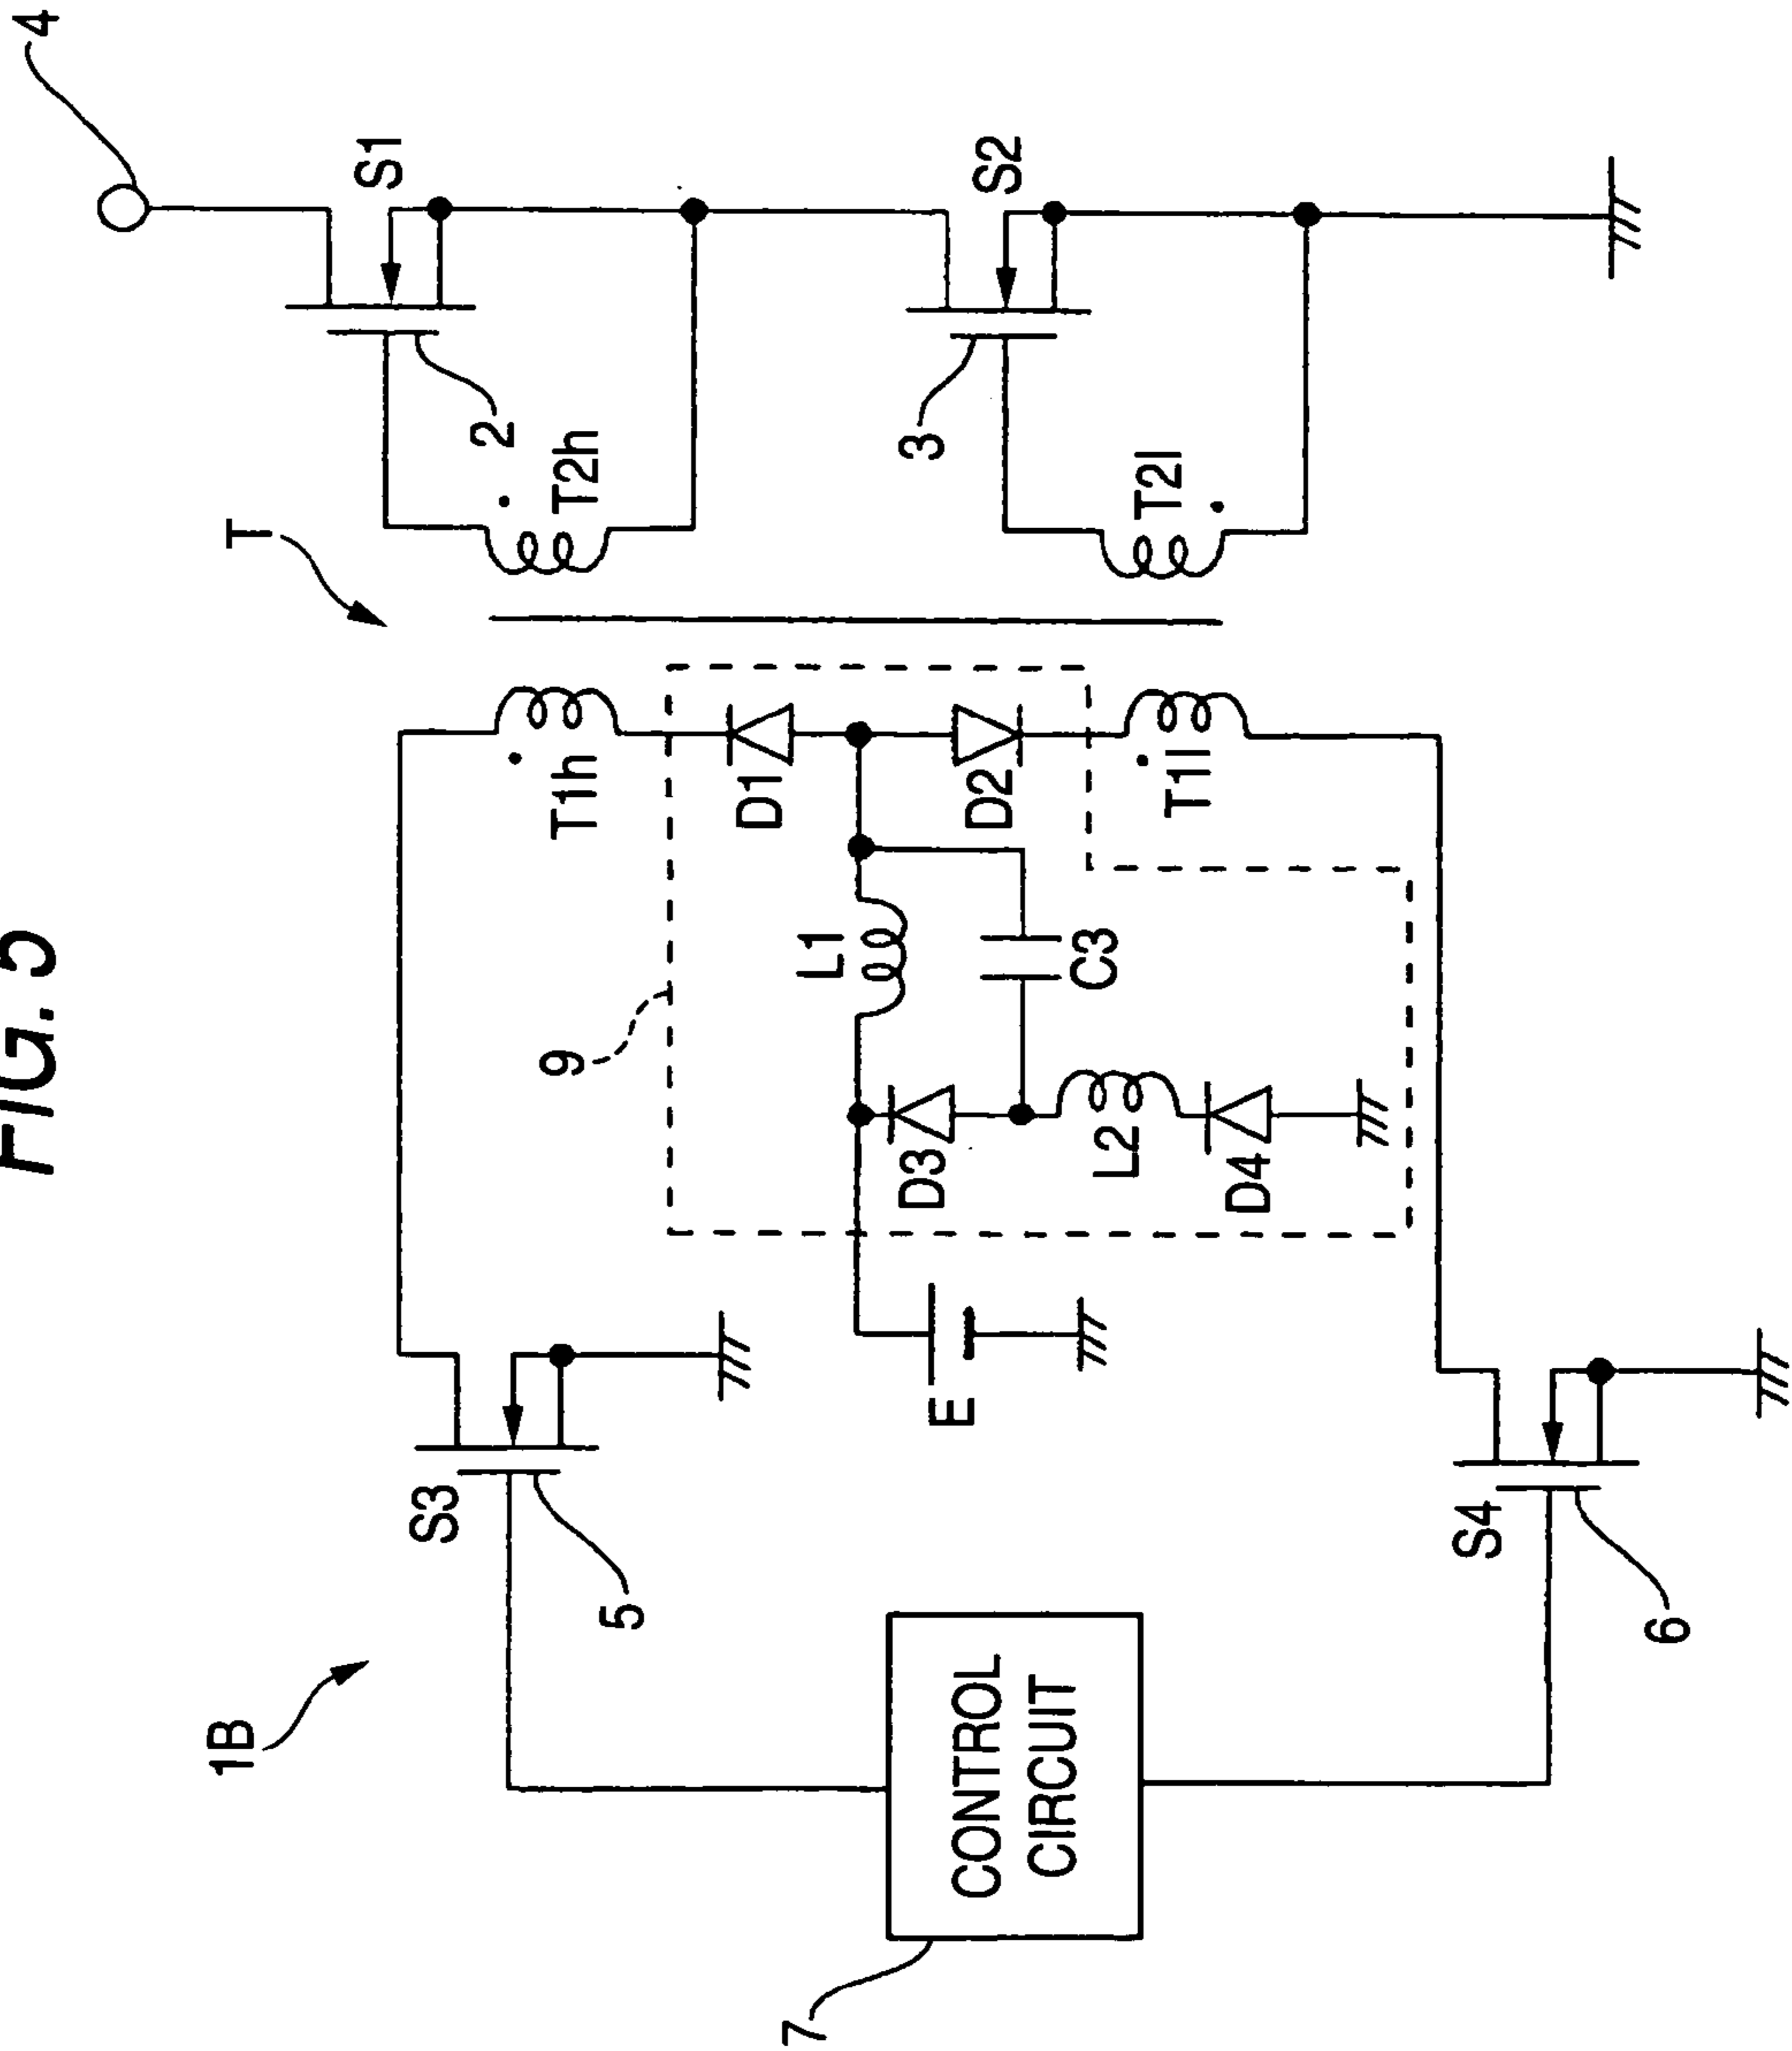 FIG. 5
1B
T
4
S1
2
T2h
S2
3
T2l
T1h
D1
D2
T1l
9
L1
C3
D3
L2
D4
E
S3
5
S4
6
CONTROL
CIRCUIT
7